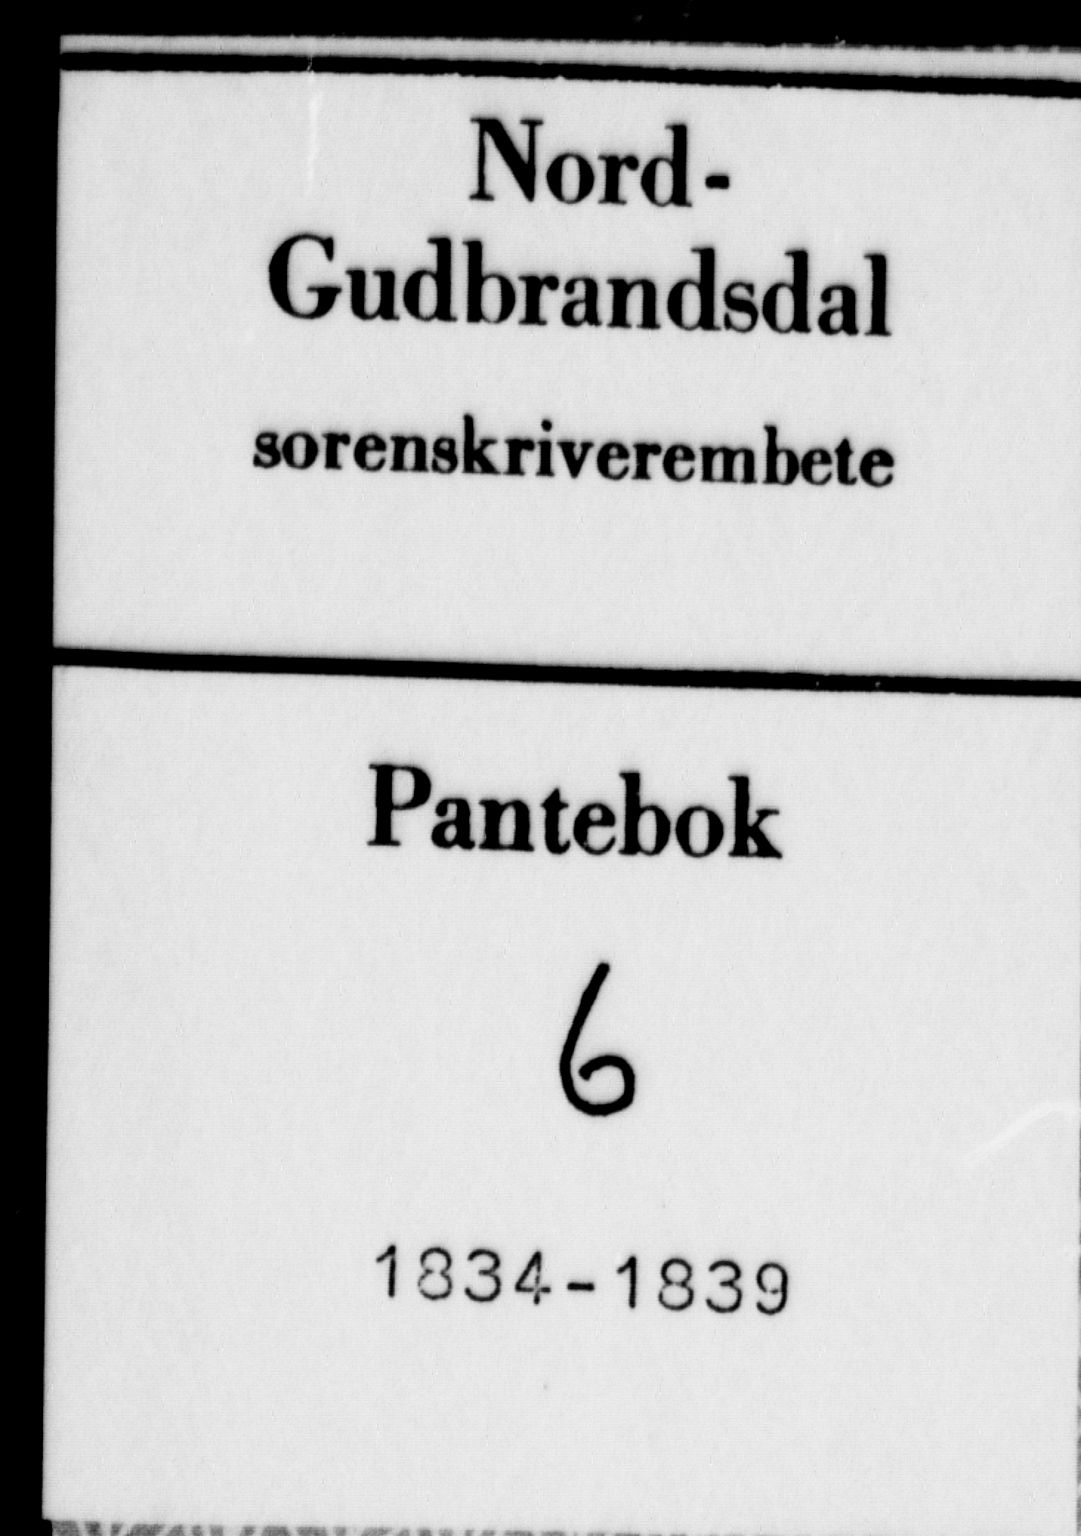 Nord-
Gudbrandsdal
sorenskriverembete
Pantebok
6
1834-1839